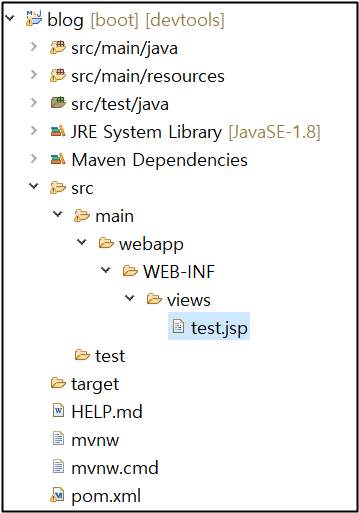 blog [boot] [devtools]
src/main/java
src/main/resources
src/test/java
JRE System Library [JavaSE-1.8]
Maven Dependencies
src
main
webapp
WEB-INF
views
test.jsp
test
target
HELP.md
mvnw
mvnw.cmd
pom.xml